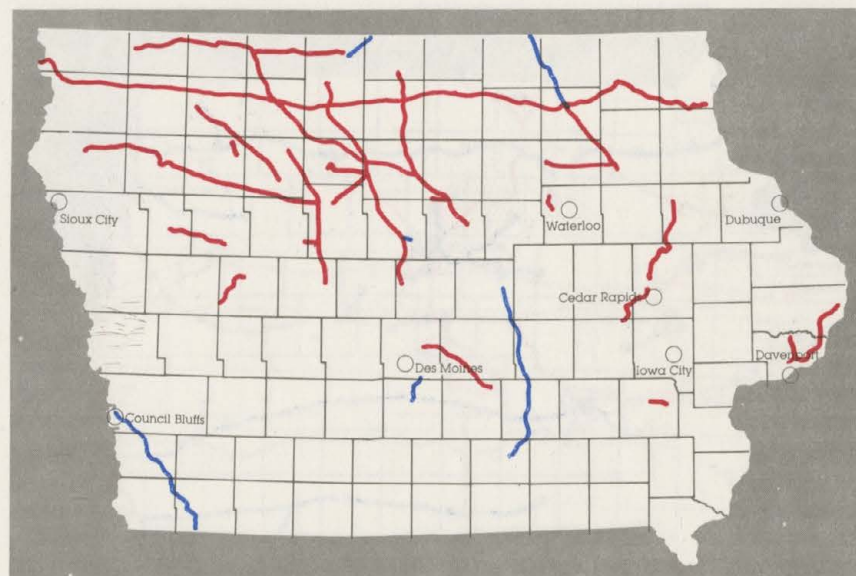 Sioux City
Waterloo
Dubuque
Cedar Rapids
Des Moines
Iowa City
Davenport
Council Bluffs